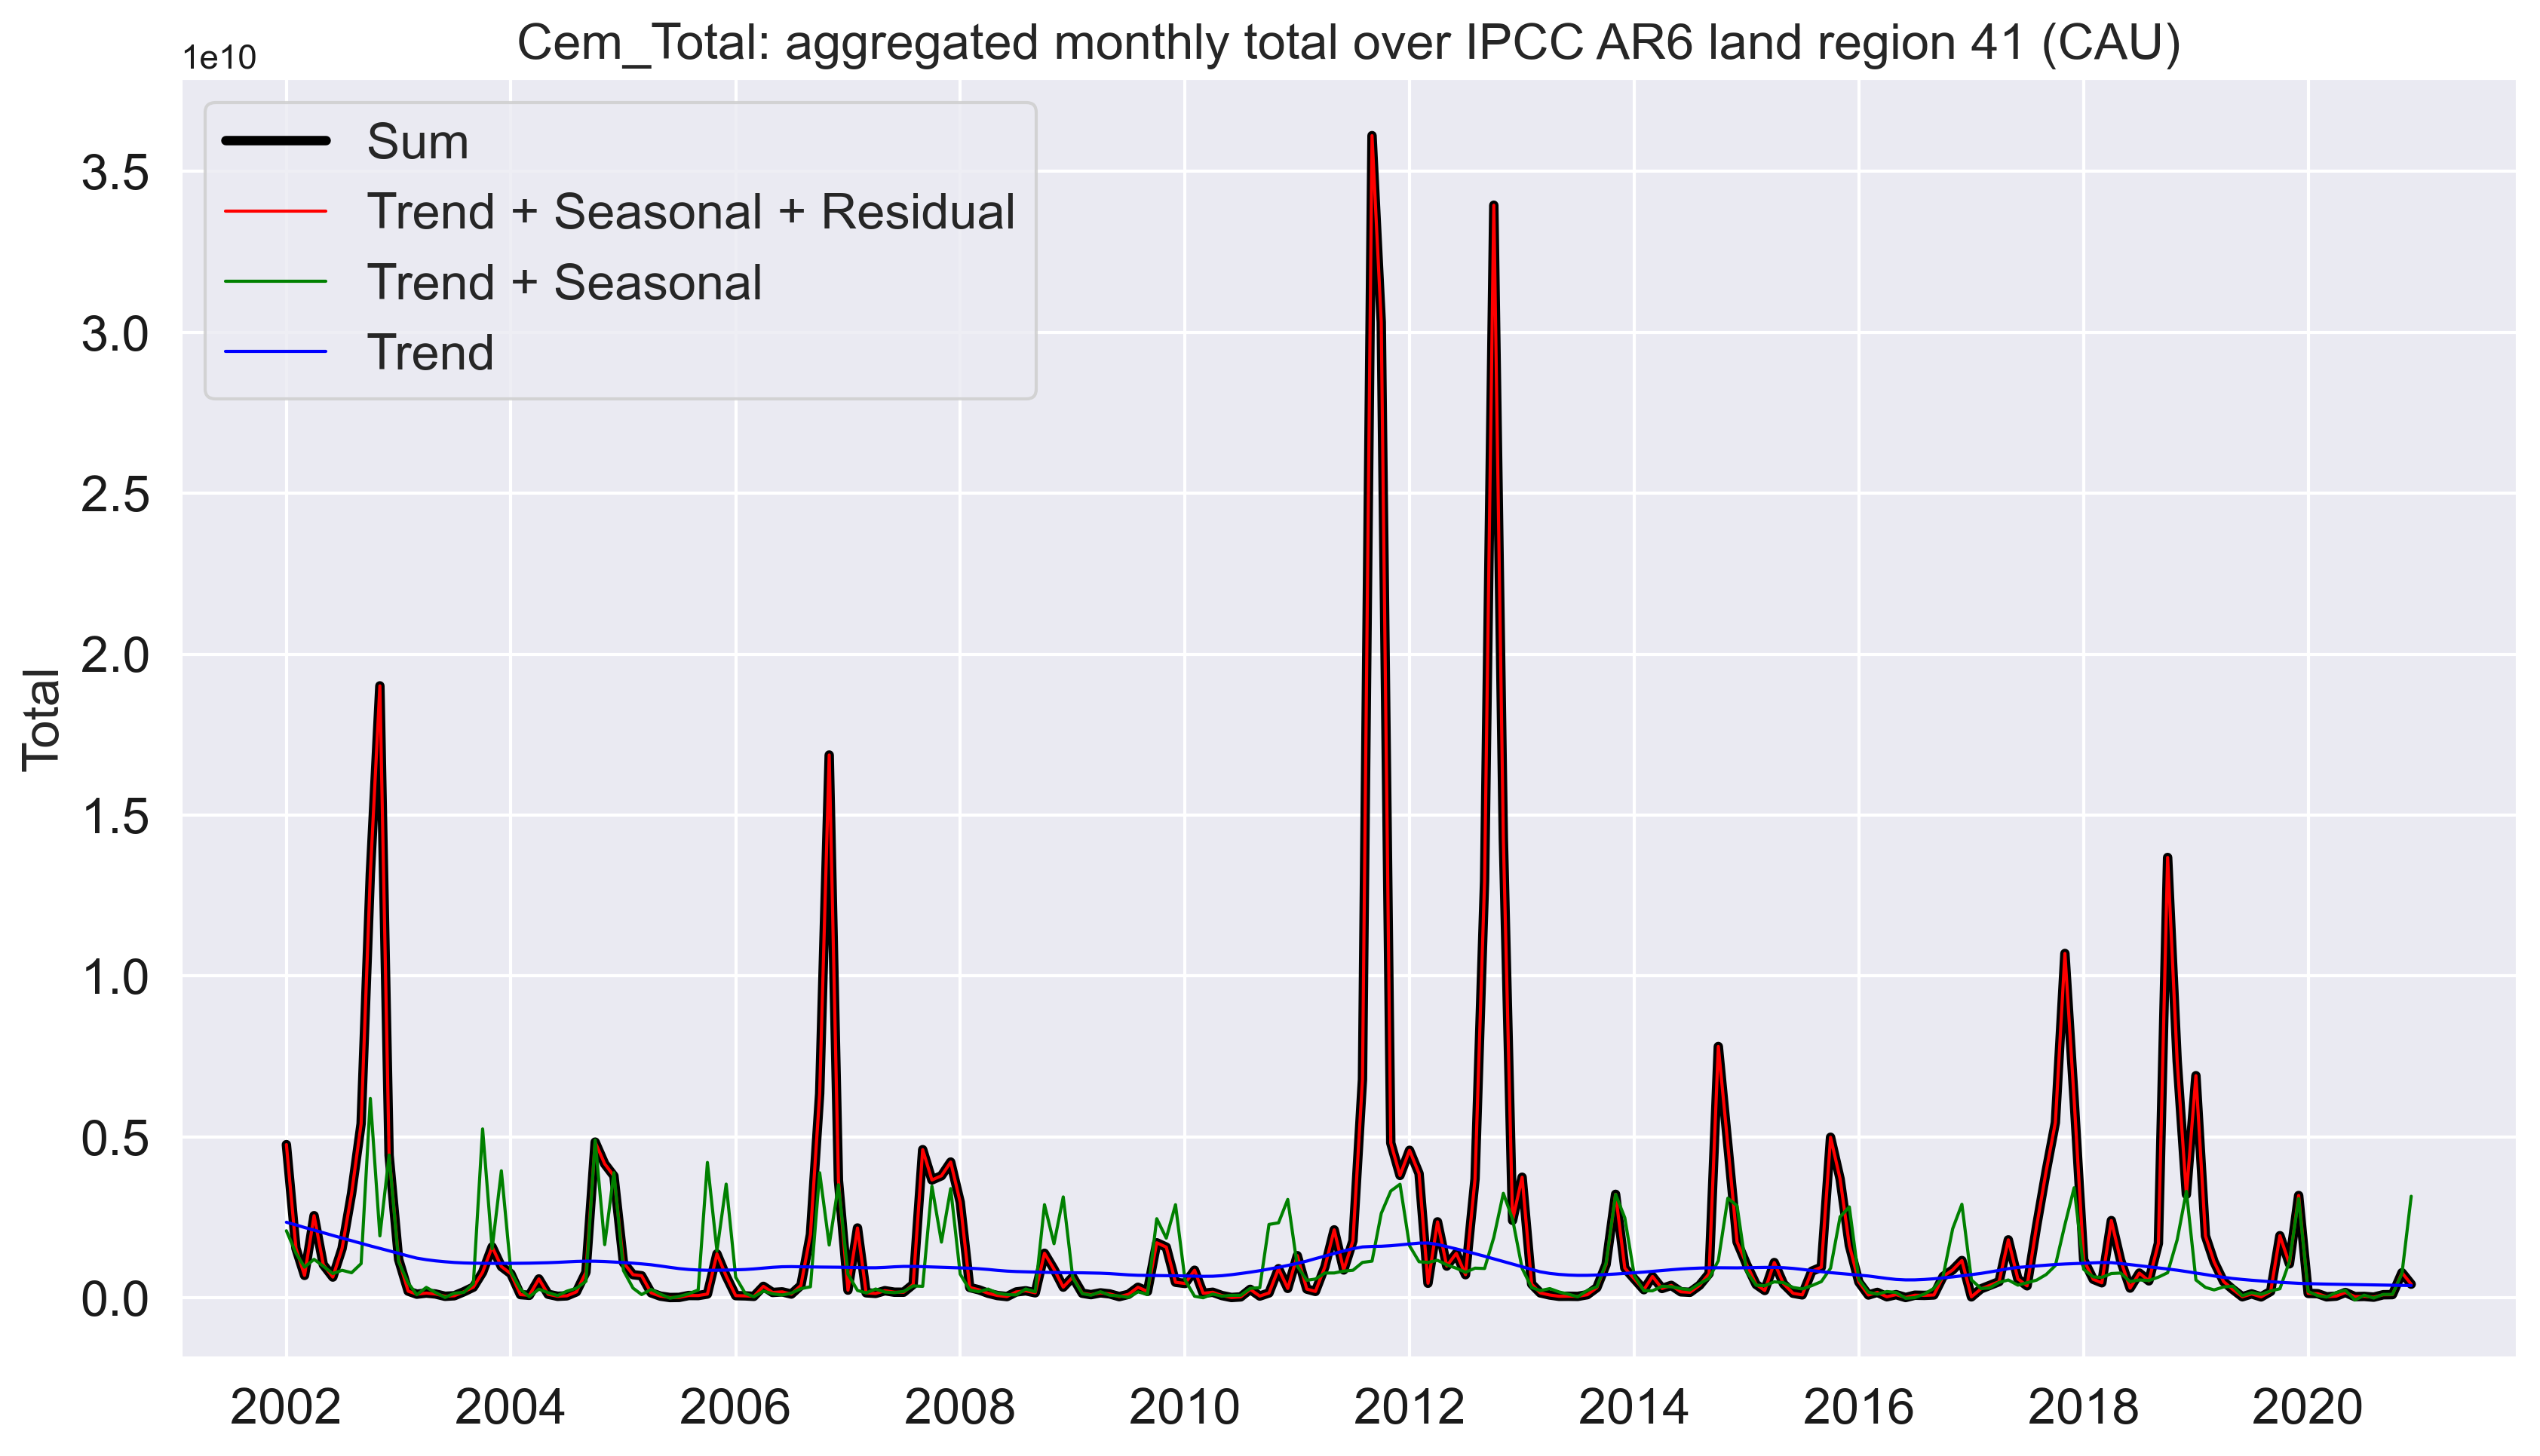 Cem_Total: aggregated monthly total over IPCC AR6 land region 41 (CAU)
1e10
Sum
Trend + Seasonal + Residual
Trend + Seasonal
Trend
3.5
3.0
2.5
2.0
1.5
1.0
0.5
0.0
Total
2002 2004 2006 2008 2010 2012 2014 2016 2018 2020